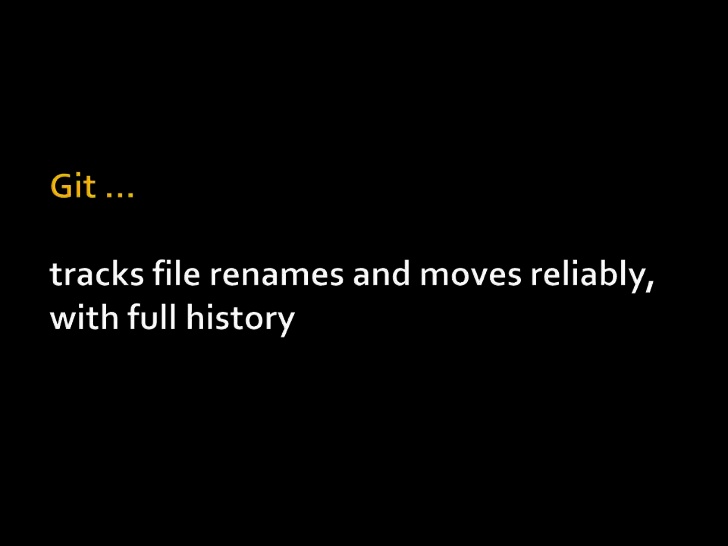 Git ...
tracks file renames and moves reliably,
with full history